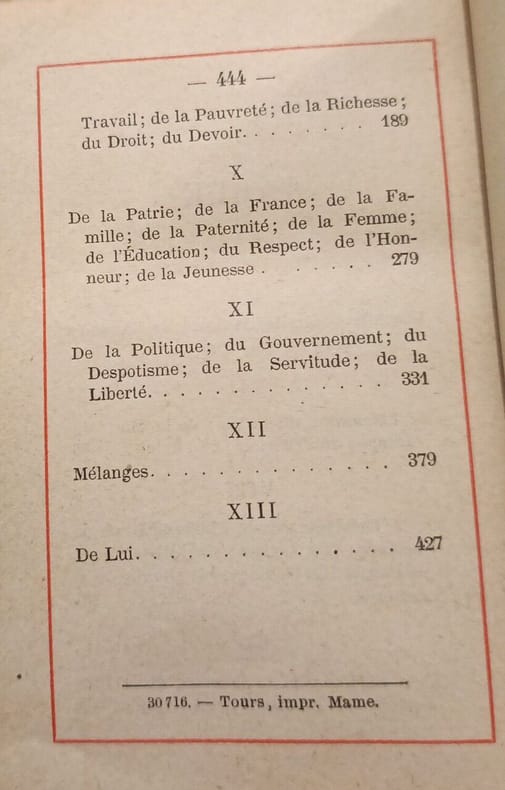 — 444 —
Travail; de la Pauvreté; de la Richesse;
du Droit; du Devoir. . . . . . . . 189
X
De la Patrie; de la France; de la Fa-
mille; de la Paternité; de la Femme;
de l'Éducation; du Respect; de l'Hon-
neur; de la Jeunesse . . . . . . 279
XI
De la Politique; du Gouvernement; du
Despotisme; de la Servitude; de la
Liberté. . . . . . . . . . . . . 331
XII
Mélanges. . . . . . . . . . . . . 379
XIII
De Lui. . . . . . . . . . . . . . 427
30716. — Tours, impr. Mame.